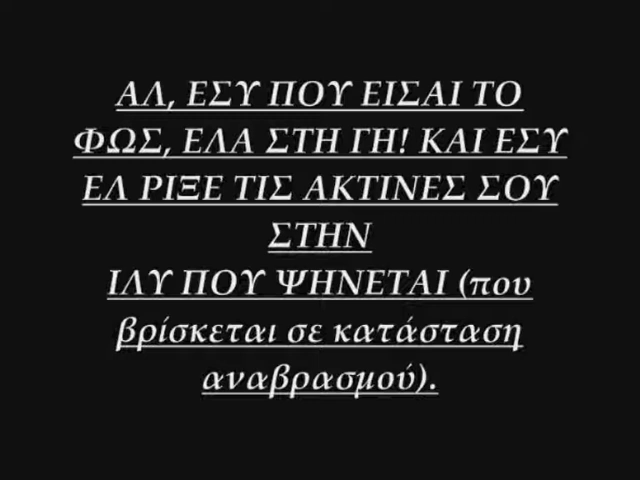 ΑΛ, ΕΣΥ ΠΟΥ ΕΙΣΑΙ ΤΟ
ΦΩΣ, ΕΛΑ ΣΤΗ ΓΗ! ΚΑΙ ΕΣΥ
ΕΛ ΡΙΞΕ ΤΙΣ ΑΚΤΙΝΕΣ ΣΟΥ
ΣΤΗΝ
ΙΛΥ ΠΟΥ ΨΗΝΕΤΑΙ (που
βρίσκεται σε κατάσταση
αναβρασμού).